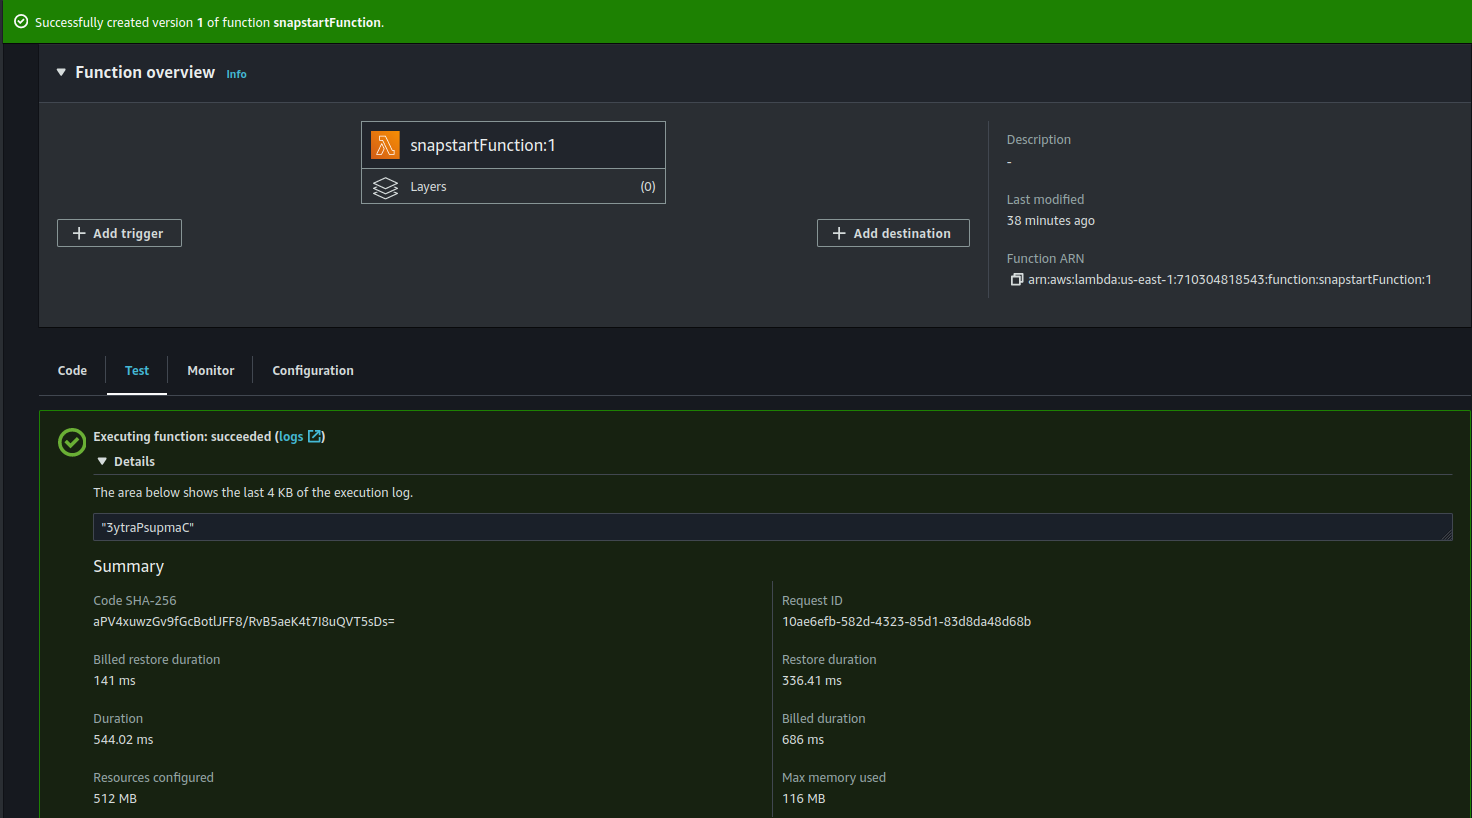 Successfully created version 1 of function snapstartFunction.
Function overview Info
snapstartFunction:1
Layers (0)
Add trigger
Add destination
Description
-
Last modified
38 minutes ago
Function ARN
arn:aws:lambda:us-east-1:710304818543:function:snapstartFunction:1
Code Test Monitor Configuration
Executing function: succeeded (logs)
Details
The area below shows the last 4 KB of the execution log.
"3ytraPsupmaC"
Summary
Code SHA-256
aPV4xuwzGv9fGcBotlJFF8/RvB5aeK4t7I8uQVT5sDs=
Request ID
10ae6efb-582d-4323-85d1-83d8da48d68b
Billed restore duration
141 ms
Restore duration
336.41 ms
Duration
544.02 ms
Billed duration
686 ms
Resources configured
512 MB
Max memory used
116 MB